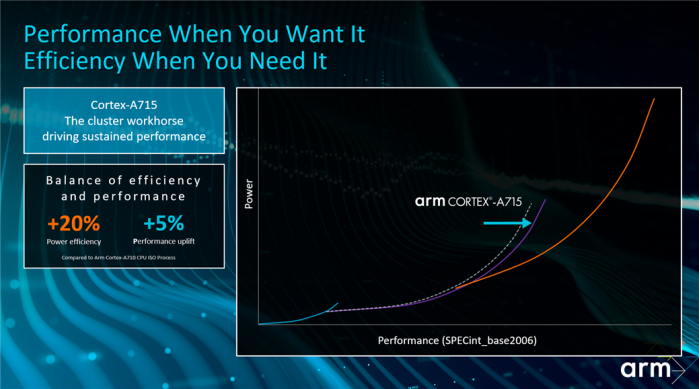 Performance When You Want It
Efficiency When You Need It
Cortex-A715
The cluster workhorse
driving sustained performance
Balance of efficiency
and performance
+20%
Power efficiency
+5%
Performance uplift
Compared to Arm Cortex-A710 CPU ISO Process
Power
arm CORTEX®-A715
Performance (SPECint_base2006)
arm